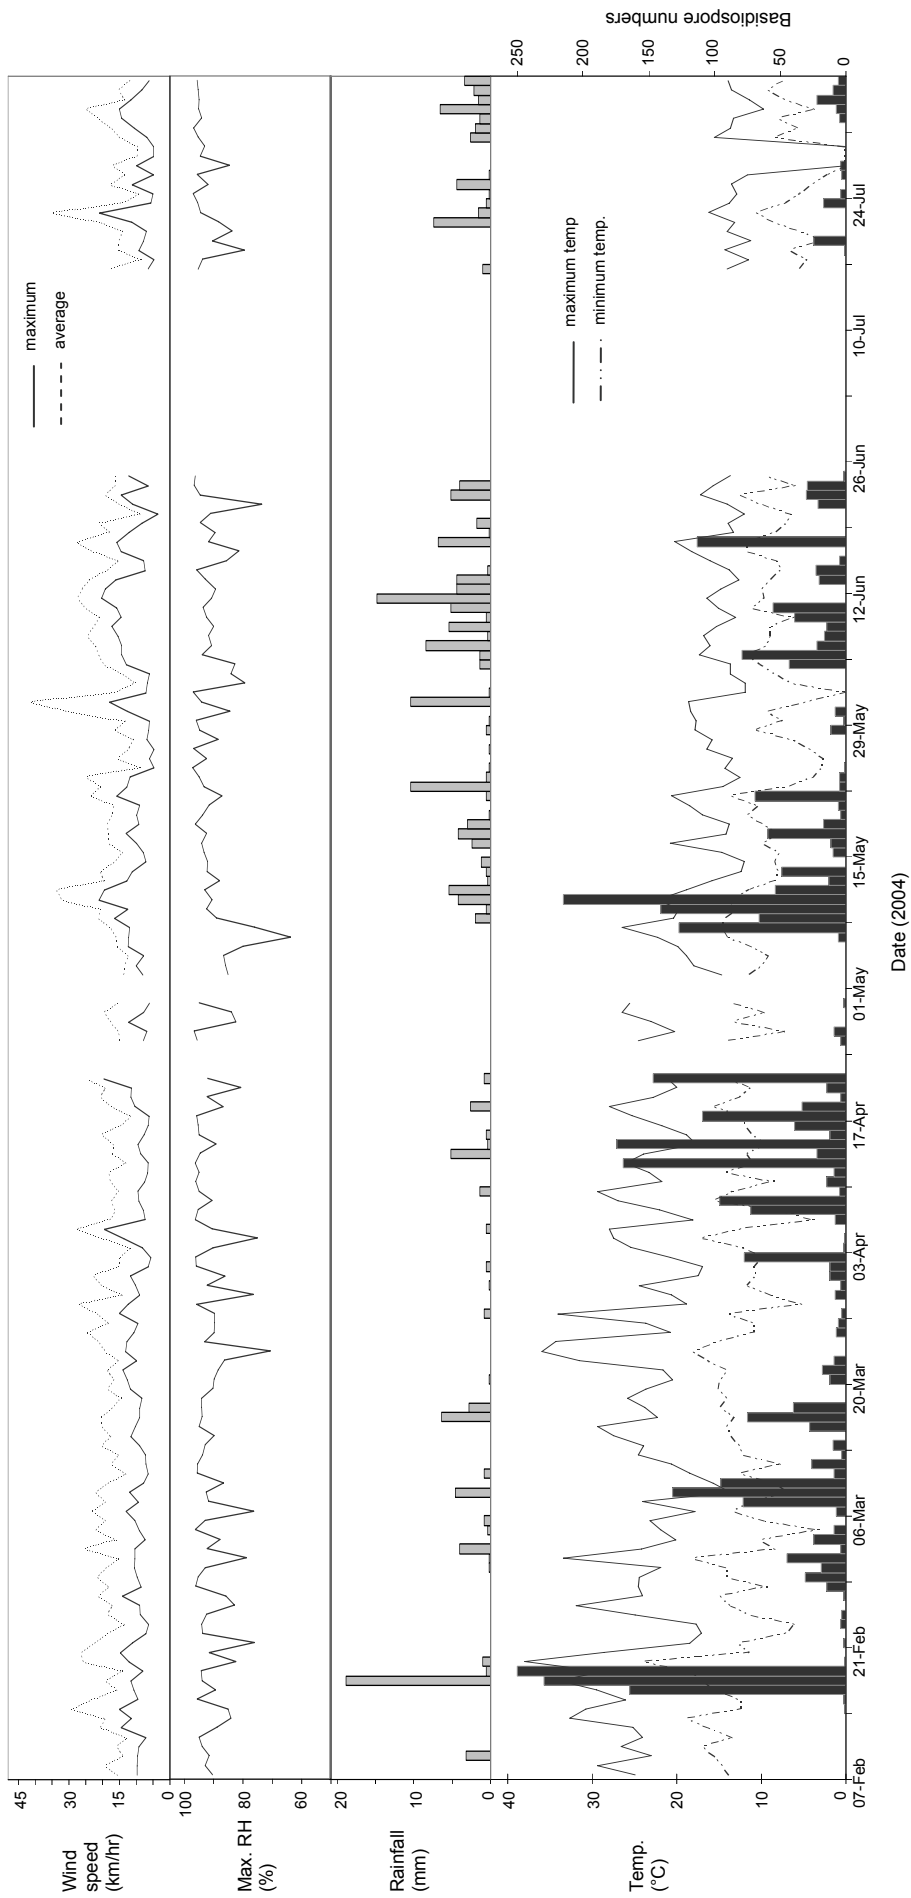 Wind
speed
(km/hr)
45
30
15
0
maximum
average
Max. RH
(%)
100
80
60
Rainfall
(mm)
20
10
0
Temp.
(°C)
40
30
20
10
0
maximum temp
minimum temp.
Basidiospore numbers
250
200
150
100
50
0
07-Feb
21-Feb
06-Mar
20-Mar
03-Apr
17-Apr
01-May
15-May
29-May
12-Jun
26-Jun
10-Jul
24-Jul
Date (2004)